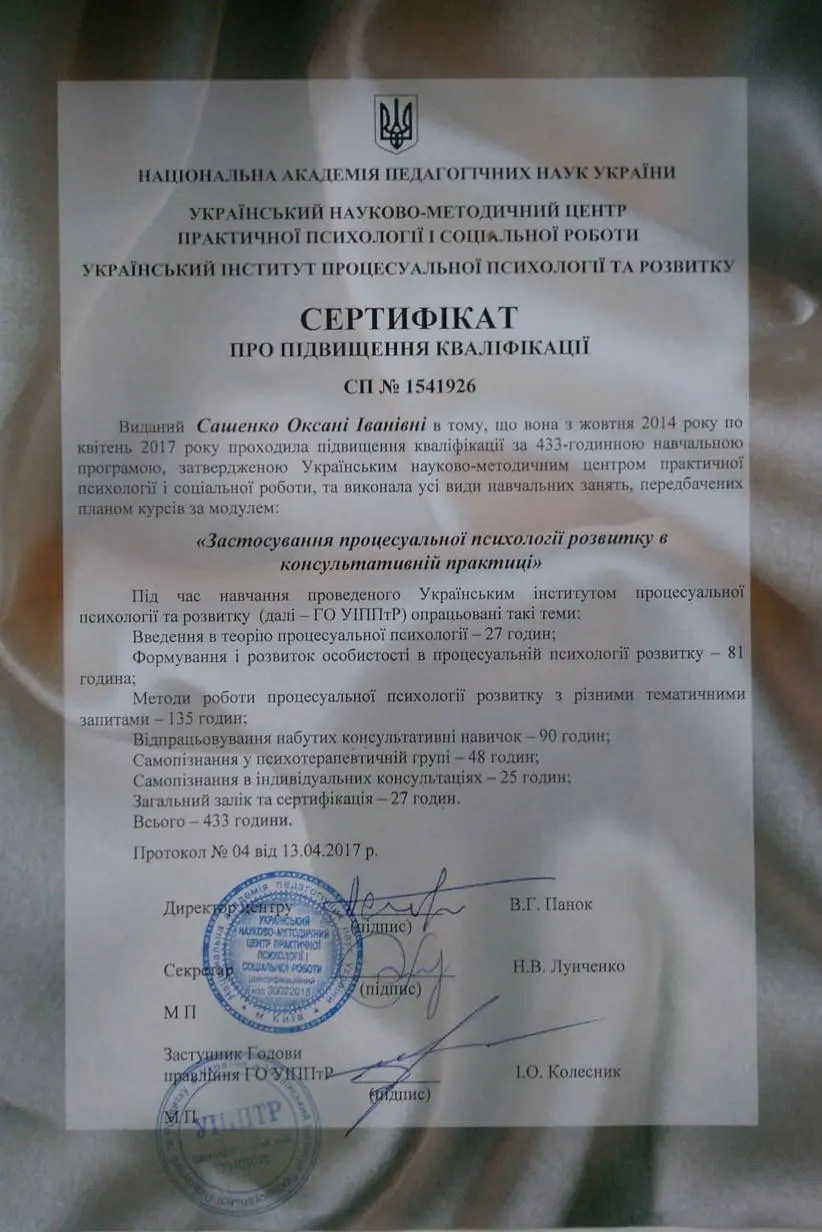 НАЦІОНАЛЬНА АКАДЕМІЯ ПЕДАГОГІЧНИХ НАУК УКРАЇНИ
УКРАЇНСЬКИЙ НАУКОВО-МЕТОДИЧНИЙ ЦЕНТР
ПРАКТИЧНОЇ ПСИХОЛОГІЇ І СОЦІАЛЬНОЇ РОБОТИ
УКРАЇНСЬКИЙ ІНСТИТУТ ПРОЦЕСУАЛЬНОЇ ПСИХОЛОГІЇ ТА РОЗВИТКУ
СЕРТИФІКАТ
ПРО ПІДВИЩЕННЯ КВАЛІФІКАЦІЇ
СП № 1541926
Виданий Сашенко Оксані Іванівні в тому, що вона з жовтня 2014 року по
квітень 2017 року проходила підвищення кваліфікації за 433-годинною навчальною
програмою, затвердженою Українським науково-методичним центром практичної
психології і соціальної роботи, та виконала усі види навчальних занять, передбачених
планом курсів за модулем:
«Застосування процесуальної психології розвитку в
консультативній практиці»
Під час навчання проведеного Українським інститутом процесуальної
психології та розвитку (далі – ГО УІППтР) опрацьовані такі теми:
Введення в теорію процесуальної психології – 27 годин;
Формування і розвиток особистості в процесуальній психології розвитку – 81
година;
Методи роботи процесуальної психології розвитку з різними тематичними
запитами – 135 годин;
Відпрацьовування набутих консультативні навичок – 90 годин;
Самопізнання у психотерапевтичній групі – 48 годин;
Самопізнання в індивідуальних консультаціях – 25 годин;
Загальний залік та сертифікація – 27 годин.
Всього – 433 години.
Протокол № 04 від 13.04.2017 р.
Директор центру В.Г. Панок
(підпис)
Секретар Н.В. Лунченко
(підпис)
М П
Заступник Голови
правління ГО УІППтР І.О. Колесник
(підпис)
М П
Національна академія педагогічних наук України
УКРАЇНСЬКИЙ
НАУКОВО-МЕТОДИЧНИЙ
ЦЕНТР ПРАКТИЧНОЇ
ПСИХОЛОГІЇ І
СОЦІАЛЬНОЇ РОБОТИ
Ідентифікаційний
код 30022018
м Київ
УІППТР